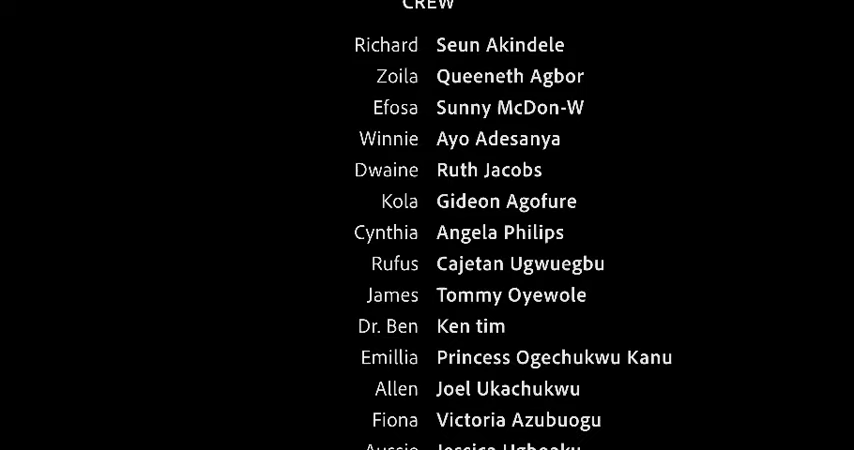 CREW
Richard Seun Akindele
Zoila Queeneth Agbor
Efosa Sunny McDon-W
Winnie Ayo Adesanya
Dwaine Ruth Jacobs
Kola Gideon Agofure
Cynthia Angela Philips
Rufus Cajetan Ugwuegbu
James Tommy Oyewole
Dr. Ben Ken tim
Emillia Princess Ogechukwu Kanu
Allen Joel Ukachukwu
Fiona Victoria Azubuogu
Aussie Jessica